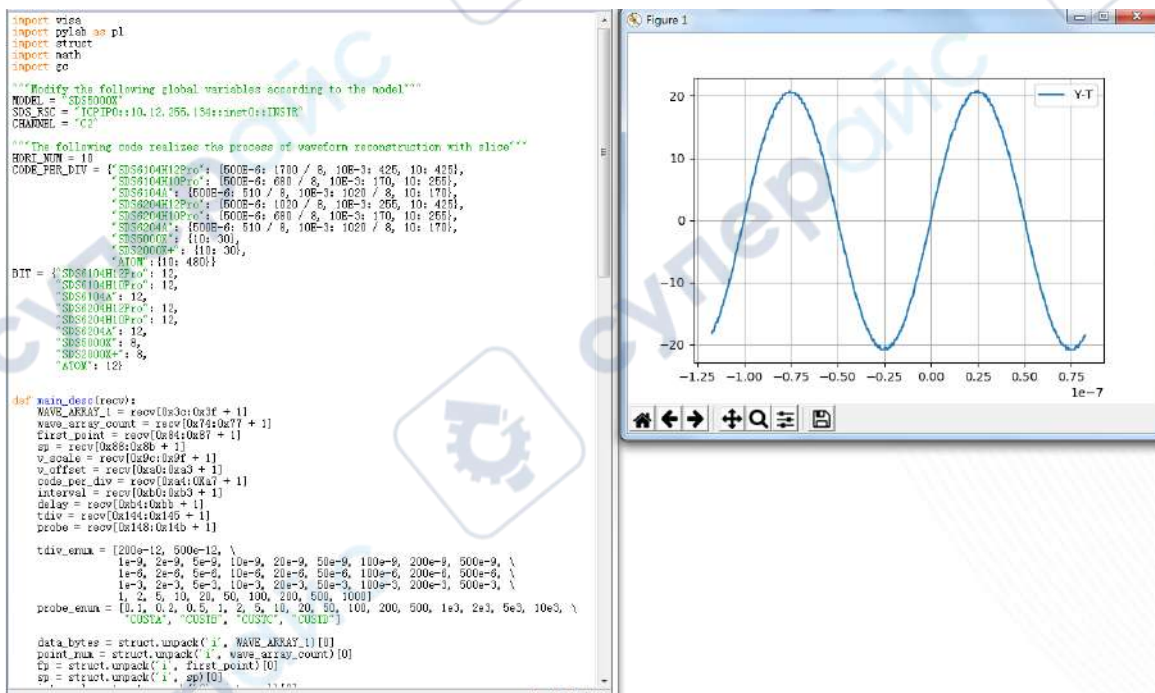 import visa
import pylab as pl
import struct
import math
import gc
"""Modify the following global variables according to the model"""
MODEL = "SDS5000X"
SDS_RSC = "TCPIP0::10.12.255.134::inst0::INSTR"
CHANNEL = "C2"
"""The following code realizes the process of waveform reconstruction with slice"""
HORI_NUM = 10
CODE_PER_DIV = {"SDS6104H12Pro": {500E-6: 1700 / 8, 10E-3: 425, 10: 425},
"SDS6104H10Pro": {500E-6: 680 / 8, 10E-3: 170, 10: 255},
"SDS6104A": {500E-6: 510 / 8, 10E-3: 1020 / 8, 10: 170},
"SDS6204H12Pro": {500E-6: 1020 / 8, 10E-3: 255, 10: 425},
"SDS6204H10Pro": {500E-6: 680 / 8, 10E-3: 170, 10: 255},
"SDS6204A": {500E-6: 510 / 8, 10E-3: 1020 / 8, 10: 170},
"SDS5000X": {10: 30},
"SDS2000X+": {10: 30},
"ATOM":{10: 480}}
BIT = {"SDS6104H12Pro": 12,
"SDS6104H10Pro": 12,
"SDS6104A": 12,
"SDS6204H12Pro": 12,
"SDS6204H10Pro": 12,
"SDS6204A": 12,
"SDS5000X": 8,
"SDS2000X+": 8,
"ATOM": 12}
def main_desc(recv):
WAVE_ARRAY_1 = recv[0x3c:0x3f + 1]
wave_array_count = recv[0x74:0x77 + 1]
first_point = recv[0x84:0x87 + 1]
sp = recv[0x88:0x8b + 1]
v_scale = recv[0x9c:0x9f + 1]
v_offset = recv[0xa0:0xa3 + 1]
code_per_div = recv[0xa4:0Xa7 + 1]
interval = recv[0xb0:0xb3 + 1]
delay = recv[0xb4:0xbb + 1]
tdiv = recv[0x144:0x145 + 1]
probe = recv[0x148:0x14b + 1]
tdiv_enum = [200e-12, 500e-12, \
1e-9, 2e-9, 5e-9, 10e-9, 20e-9, 50e-9, 100e-9, 200e-9, 500e-9, \
1e-6, 2e-6, 5e-6, 10e-6, 20e-6, 50e-6, 100e-6, 200e-6, 500e-6, \
1e-3, 2e-3, 5e-3, 10e-3, 20e-3, 50e-3, 100e-3, 200e-3, 500e-3, \
1, 2, 5, 10, 20, 50, 100, 200, 500, 1000]
probe_enum = [0.1, 0.2, 0.5, 1, 2, 5, 10, 20, 50, 100, 200, 500, 1e3, 2e3, 5e3, 10e3, \
"CUSTA", "CUSTB", "CUSTC", "CUSTD"]
data_bytes = struct.unpack('i', WAVE_ARRAY_1)[0]
point_num = struct.unpack('i', wave_array_count)[0]
fp = struct.unpack('i', first_point)[0]
sp = struct.unpack('i', sp)[0]
Figure 1
Y-T
20
10
0
−10
−20
−1.25 −1.00 −0.75 −0.50 −0.25 0.00 0.25 0.50 0.75
1e−7
супер
айс